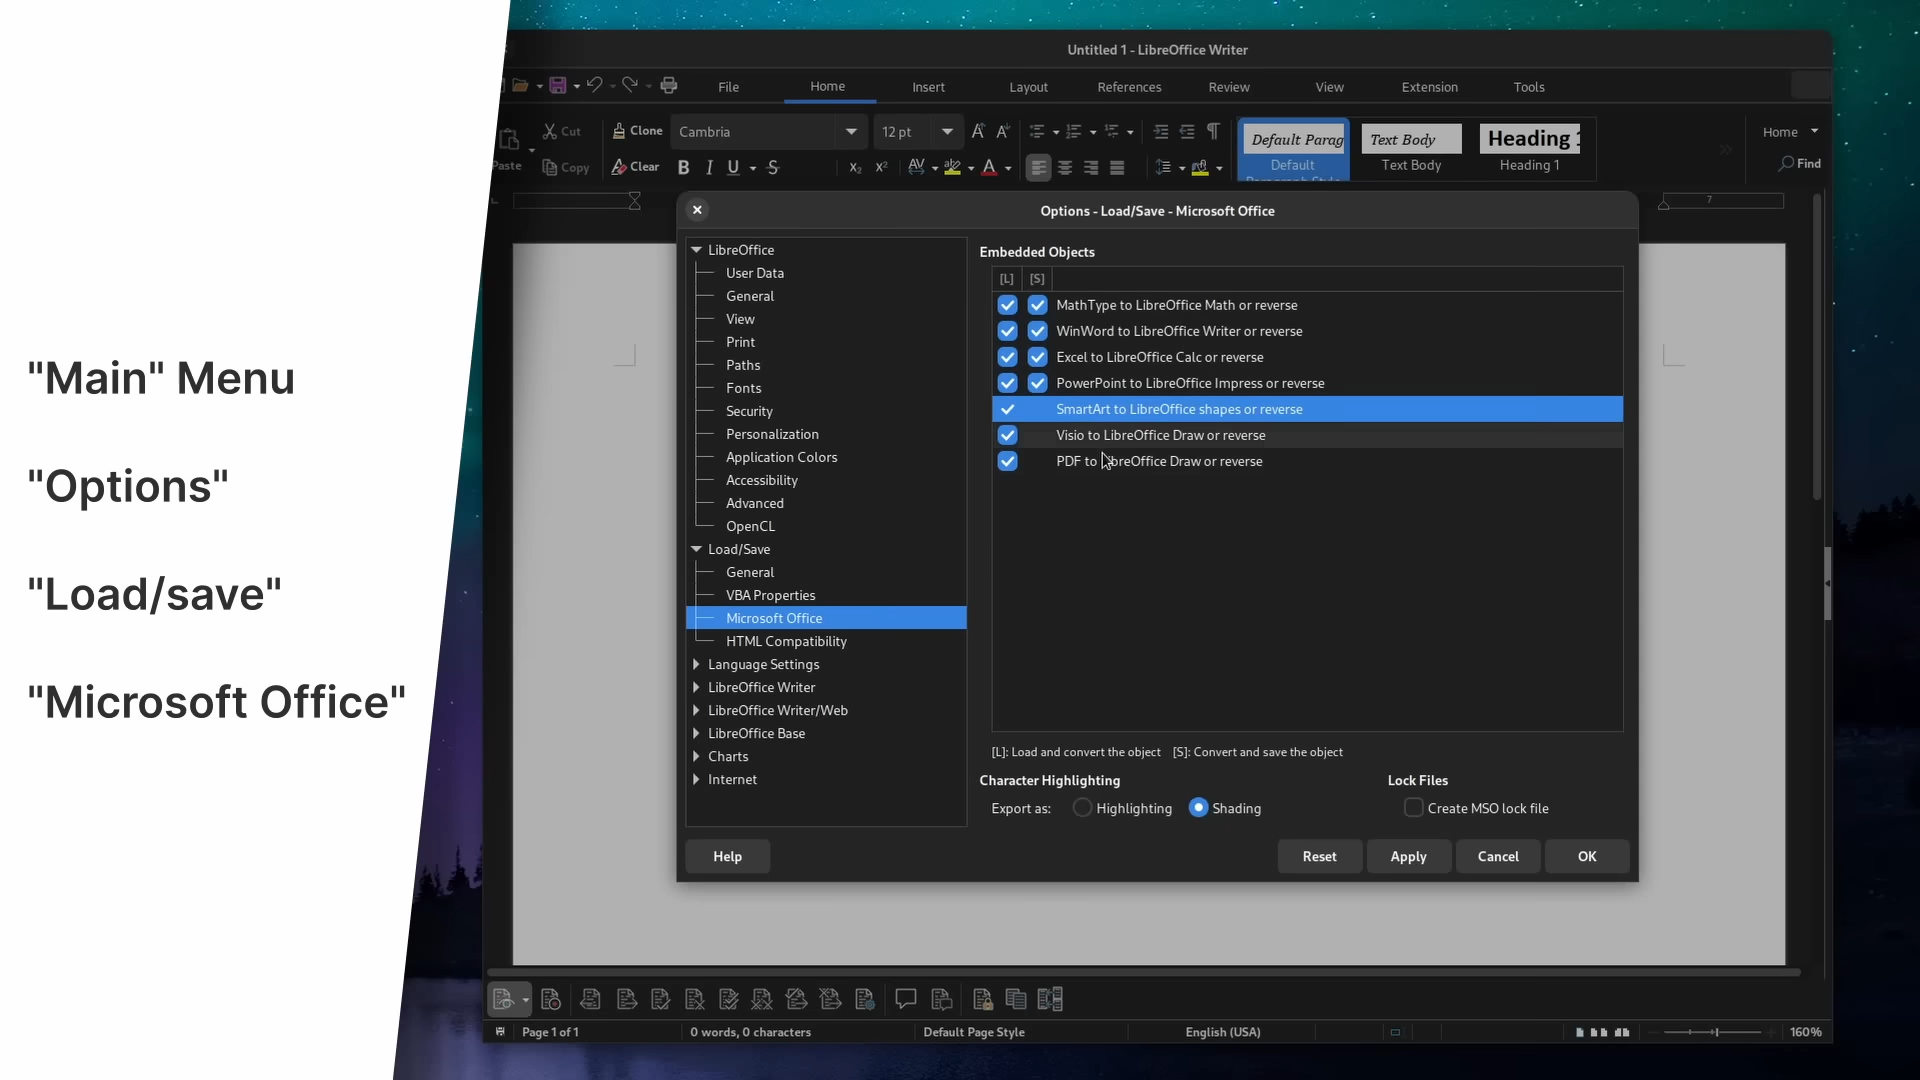 "Main" Menu
"Options"
"Load/save"
"Microsoft Office"
Untitled 1 - LibreOffice Writer
File Home Insert Layout References Review View Extension Tools
Paste
Cut
Copy
Clone
Clear
Cambria
12 pt
Default Parag
Default
Text Body
Text Body
Heading
Heading 1
Home
Find
7
Options - Load/Save - Microsoft Office
LibreOffice
User Data
General
View
Print
Paths
Fonts
Security
Personalization
Application Colors
Accessibility
Advanced
OpenCL
Load/Save
General
VBA Properties
Microsoft Office
HTML Compatibility
Language Settings
LibreOffice Writer
LibreOffice Writer/Web
LibreOffice Base
Charts
Internet
Embedded Objects
[L] [S]
MathType to LibreOffice Math or reverse
WinWord to LibreOffice Writer or reverse
Excel to LibreOffice Calc or reverse
PowerPoint to LibreOffice Impress or reverse
SmartArt to LibreOffice shapes or reverse
Visio to LibreOffice Draw or reverse
PDF to LibreOffice Draw or reverse
[L]: Load and convert the object [S]: Convert and save the object
Character Highlighting
Export as: Highlighting Shading
Lock Files
Create MSO lock file
Help Reset Apply Cancel OK
Page 1 of 1 0 words, 0 characters Default Page Style English (USA) 160%